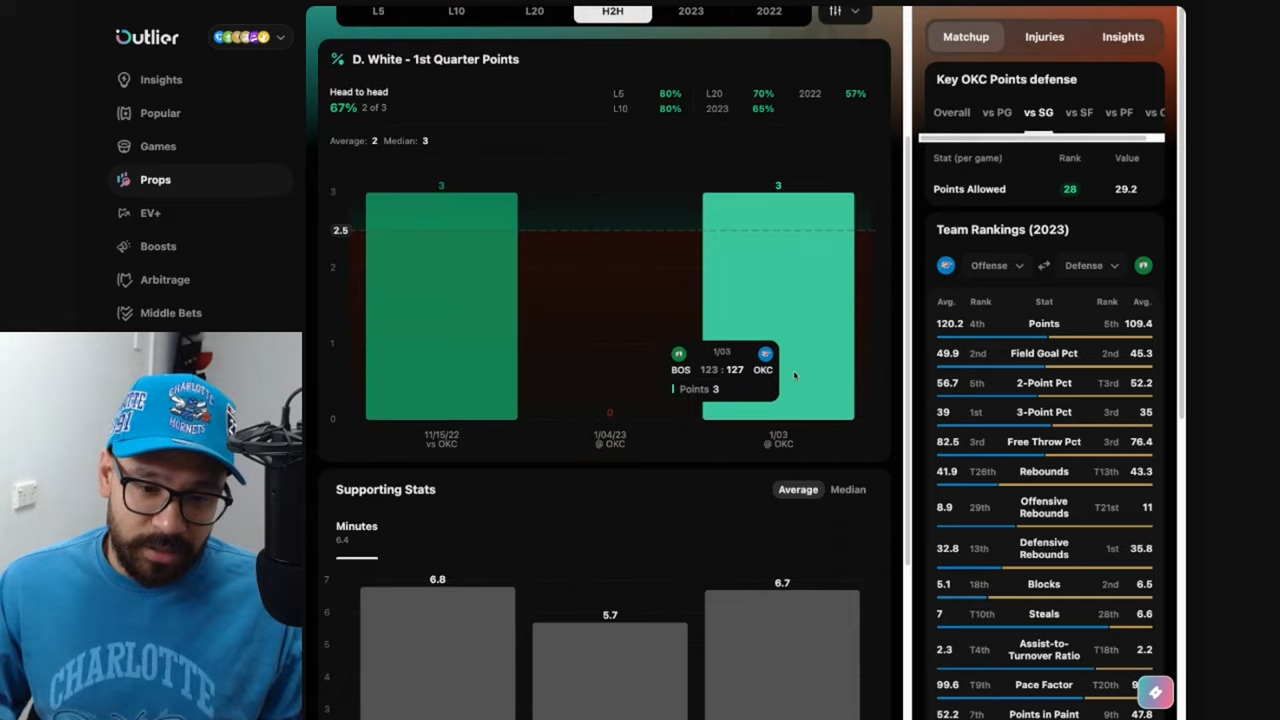 Outlier
Insights
Popular
Games
Props
EV+
Boosts
Arbitrage
Middle Bets
L5 L10 L20 H2H 2023 2022
D. White - 1st Quarter Points
Head to head
67% 2 of 3
L5 80% L20 70% 2022 57%
L10 80% 2023 65%
Average: 2 Median: 3
3
2.5
2
1
0
3
0
3
1/03
BOS 123 : 127 OKC
Points 3
11/15/22
vs OKC
1/04/23
@ OKC
1/03
@ OKC
Supporting Stats
Average Median
Minutes
6.4
7
6
5
4
3
6.8
5.7
6.7
Matchup Injuries Insights
Key OKC Points defense
Overall vs PG vs SG vs SF vs PF vs C
Stat (per game) Rank Value
Points Allowed 28 29.2
Team Rankings (2023)
Offense Defense
Avg. Rank Stat Rank Avg.
120.2 4th Points 5th 109.4
49.9 2nd Field Goal Pct 2nd 45.3
56.7 5th 2-Point Pct T3rd 52.2
39 1st 3-Point Pct 3rd 35
82.5 3rd Free Throw Pct 3rd 76.4
41.9 T26th Rebounds T13th 43.3
8.9 29th Offensive Rebounds T21st 11
32.8 13th Defensive Rebounds 1st 35.8
5.1 18th Blocks 2nd 6.5
7 T10th Steals 28th 6.6
2.3 T4th Assist-to-Turnover Ratio T18th 2.2
99.6 T9th Pace Factor T20th
52.2 7th Points in Paint 9th 47.8
CHARLOTTE
HORNETS
CHARLOTTE